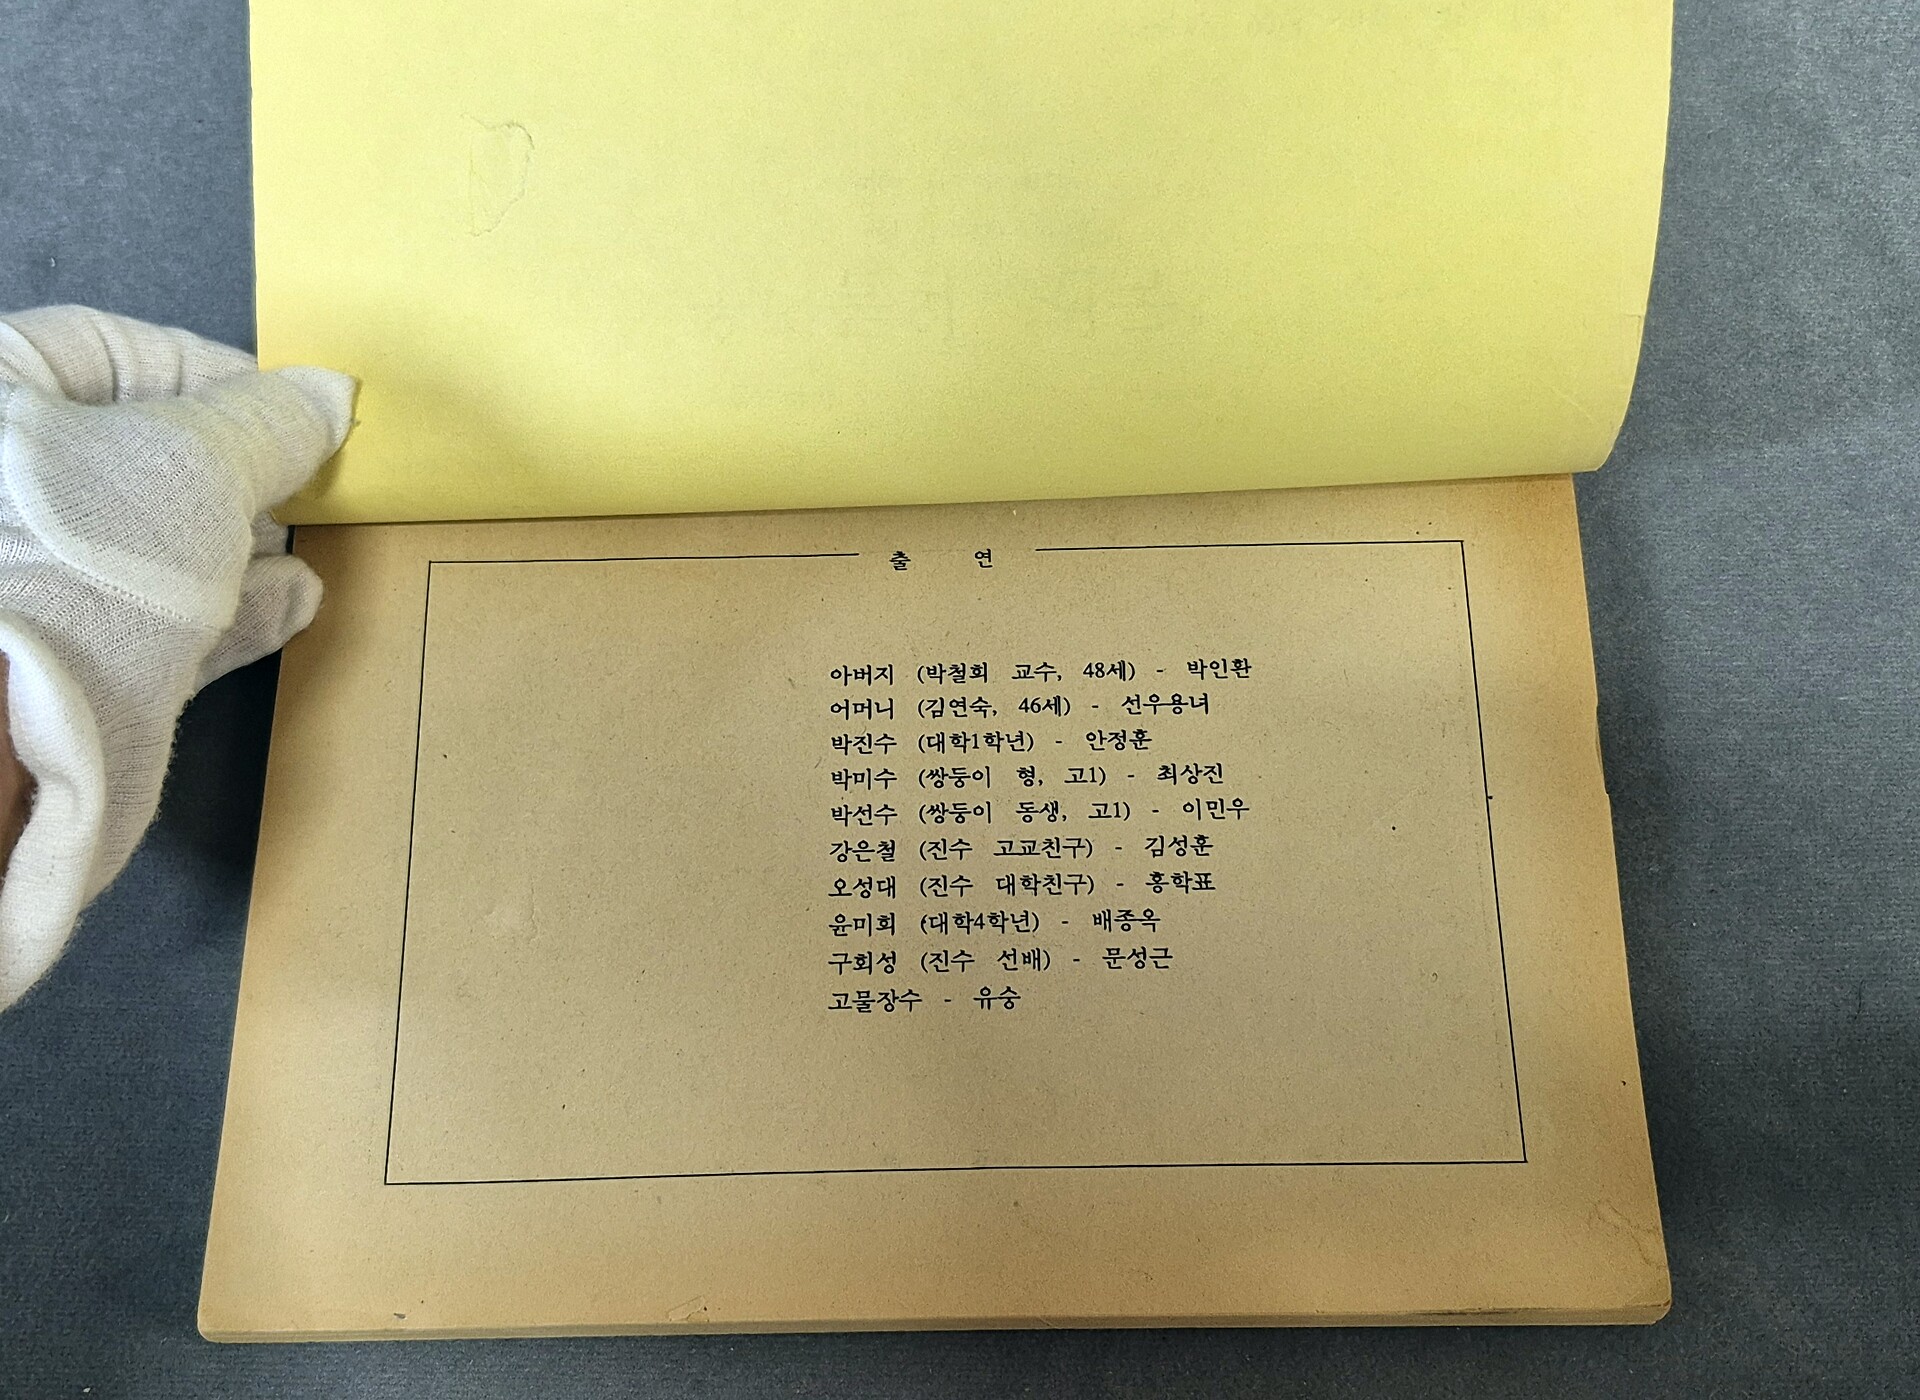 출 연
아버지 (박철희 교수, 48세) - 박인환
어머니 (김연숙, 46세) - 선우용녀
박진수 (대학1학년) - 안정훈
박미수 (쌍둥이 형, 고1) - 최상진
박선수 (쌍둥이 동생, 고1) - 이민우
강은철 (진수 고교친구) - 김성훈
오성대 (진수 대학친구) - 홍학표
윤미희 (대학4학년) - 배종옥
구희성 (진수 선배) - 문성근
고물장수 - 유승